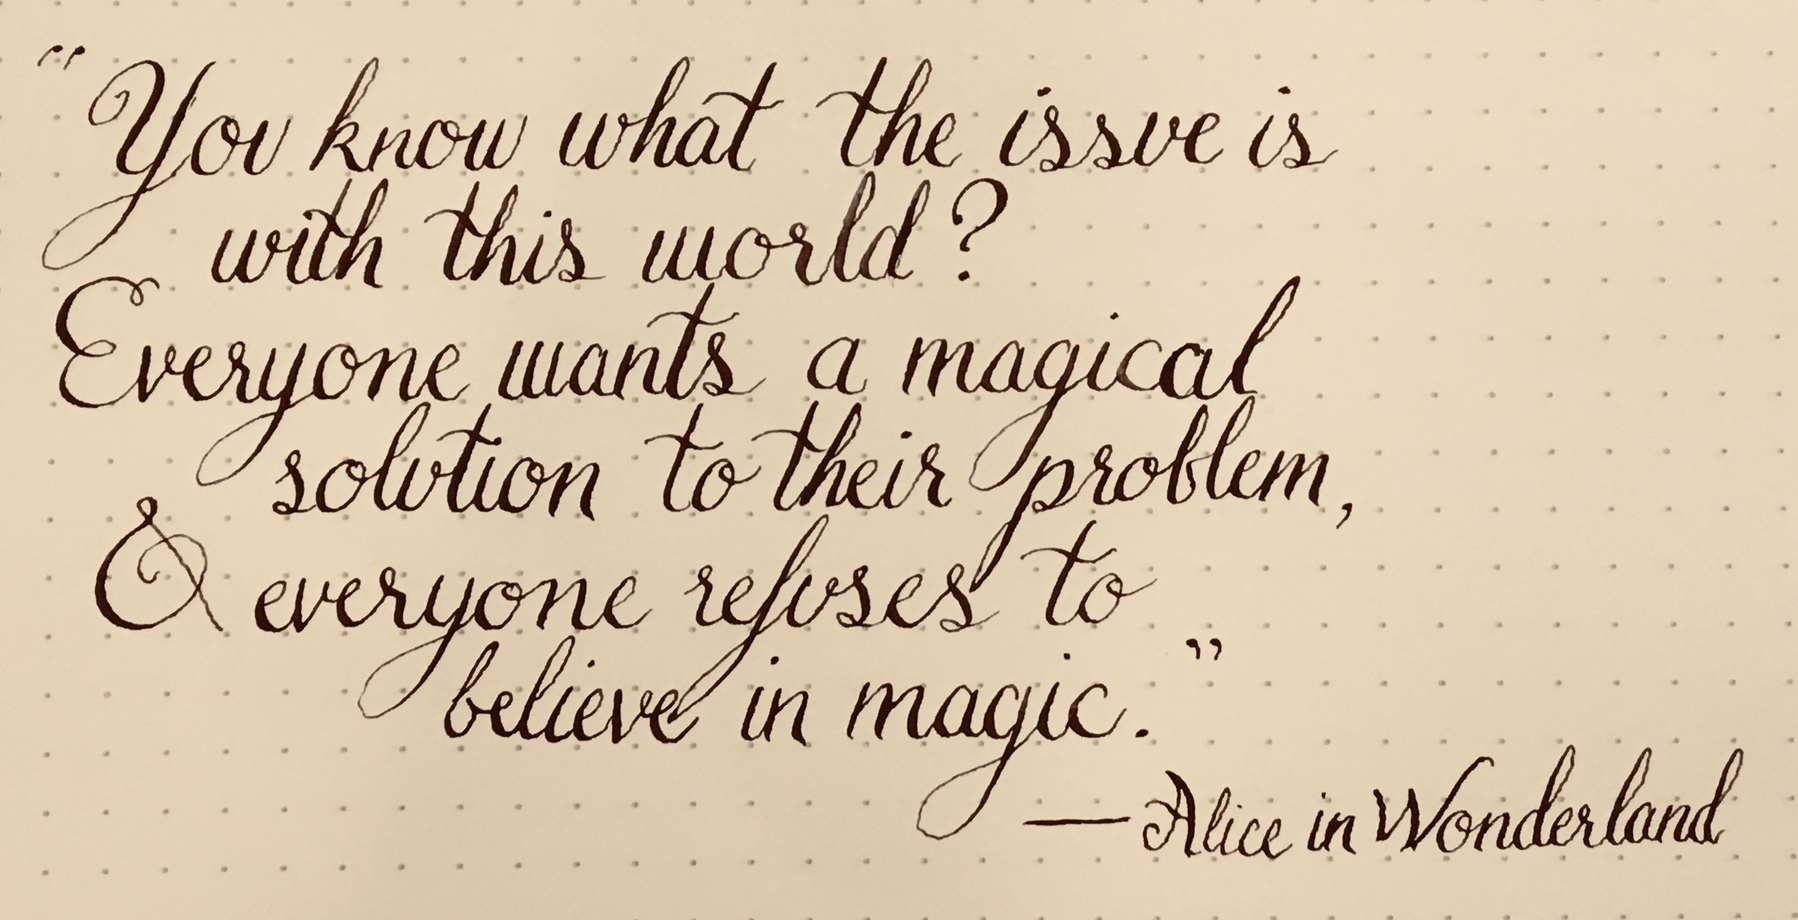 “You know what the issue is
with this world?
Everyone wants a magical
solution to their problem,
& everyone refuses to
believe in magic.”
— Alice in Wonderland